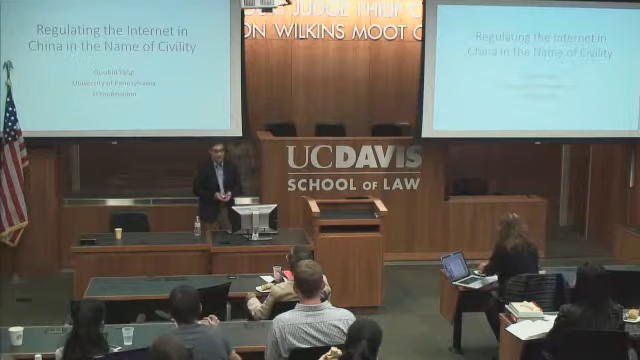 Regulating the Internet in
China in the Name of Civility
University of Pennsylvania
JUDGE PHILIP C
ON WILKINS MOOT C
Regulating the Internet in
China in the Name of Civility
UCDAVIS
SCHOOL OF LAW